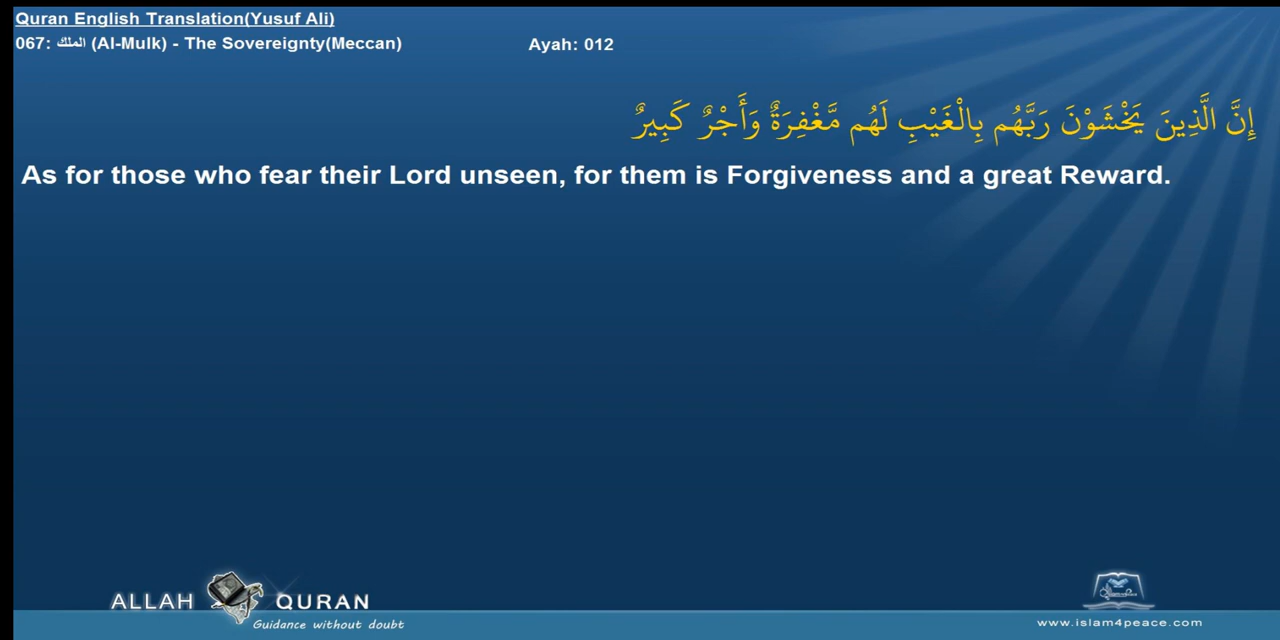 Quran English Translation(Yusuf Ali)
067: الملك (Al-Mulk) - The Sovereignty(Meccan) Ayah: 012
إِنَّ الَّذِينَ يَخْشَوْنَ رَبَّهُم بِالْغَيْبِ لَهُم مَّغْفِرَةٌ وَأَجْرٌ كَبِيرٌ
As for those who fear their Lord unseen, for them is Forgiveness and a great Reward.
ALLAH QURAN
Guidance without doubt
www.islam4peace.com